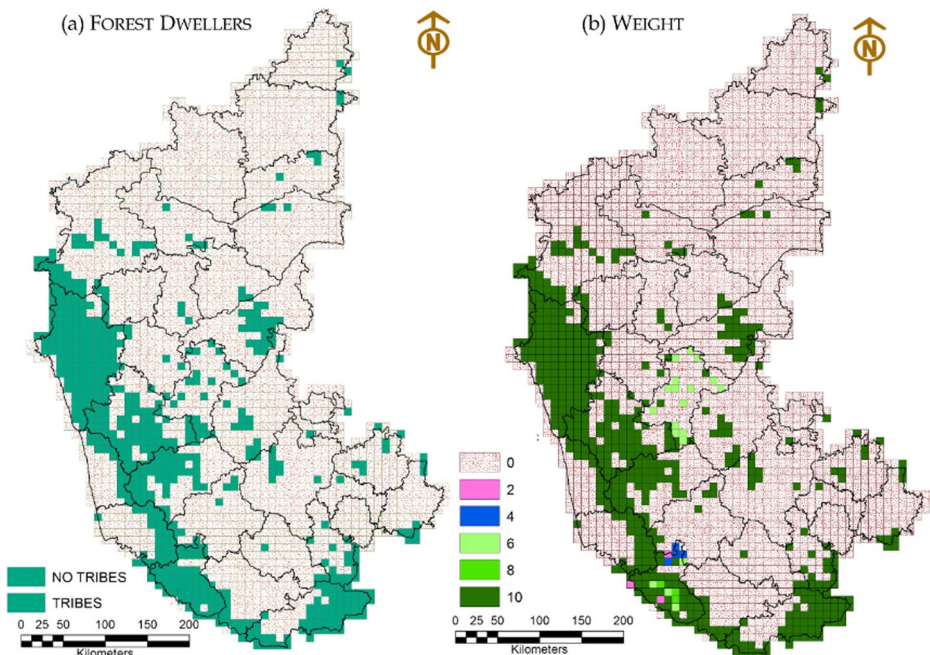 (a) FOREST DWELLERS
N
(b) WEIGHT
N
0
2
4
6
8
10
NO TRIBES
TRIBES
0 25 50 100 150 200
Kilometers
0 25 50 100 150 200
Kilometers